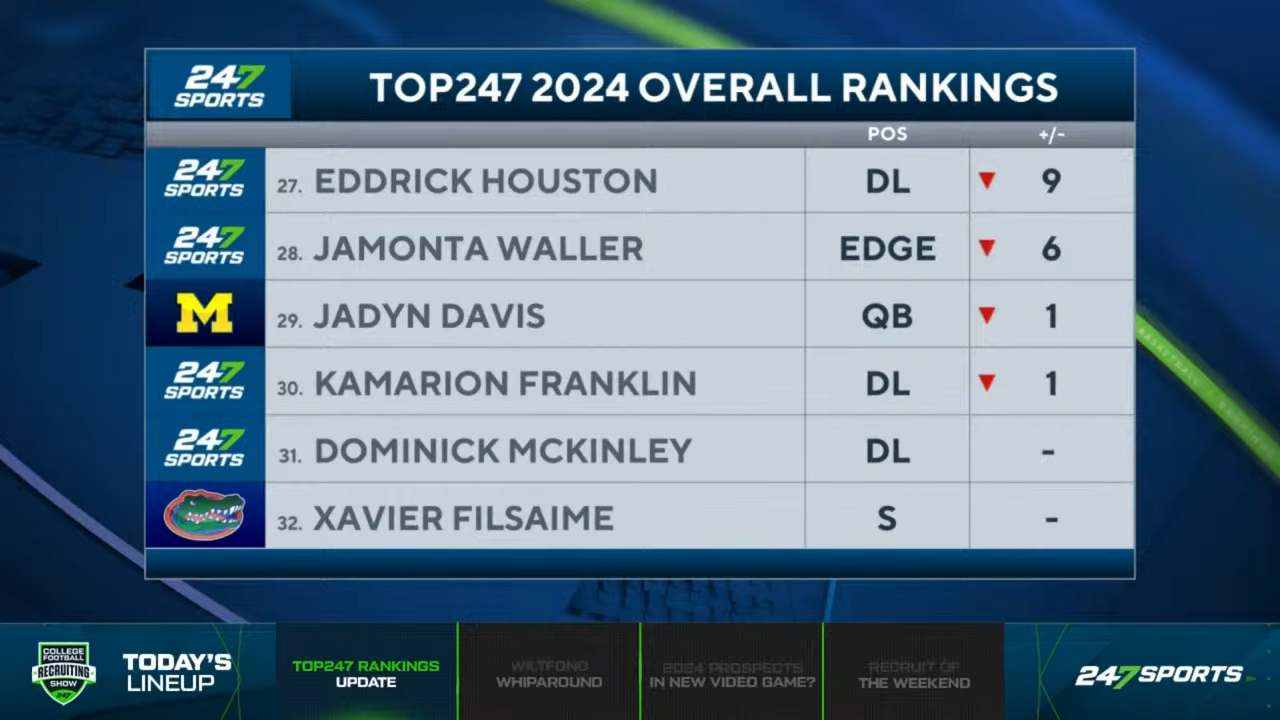 247 SPORTS
TOP247 2024 OVERALL RANKINGS
POS +/-
247 SPORTS 27. EDDRICK HOUSTON DL ▼ 9
247 SPORTS 28. JAMONTA WALLER EDGE ▼ 6
M 29. JADYN DAVIS QB ▼ 1
247 SPORTS 30. KAMARION FRANKLIN DL ▼ 1
247 SPORTS 31. DOMINICK MCKINLEY DL -
32. XAVIER FILSAIME S -
BASKETBALL
COLLEGE
FOOTBALL
RECRUITING
SHOW
247
TODAY'S
LINEUP
TOP247 RANKINGS
UPDATE
WILTFONG
WHIPAROUND
2024 PROSPECTS
IN NEW VIDEO GAME?
RECRUIT OF
THE WEEKEND
247SPORTS